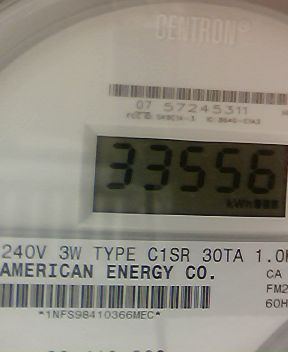 CENTRON®
07 57245311
33556
kWh
240V 3W TYPE C1SR 30TA 1.0
AMERICAN ENERGY CO.
CA
FM2
60H
*1NFS98410366MEC*